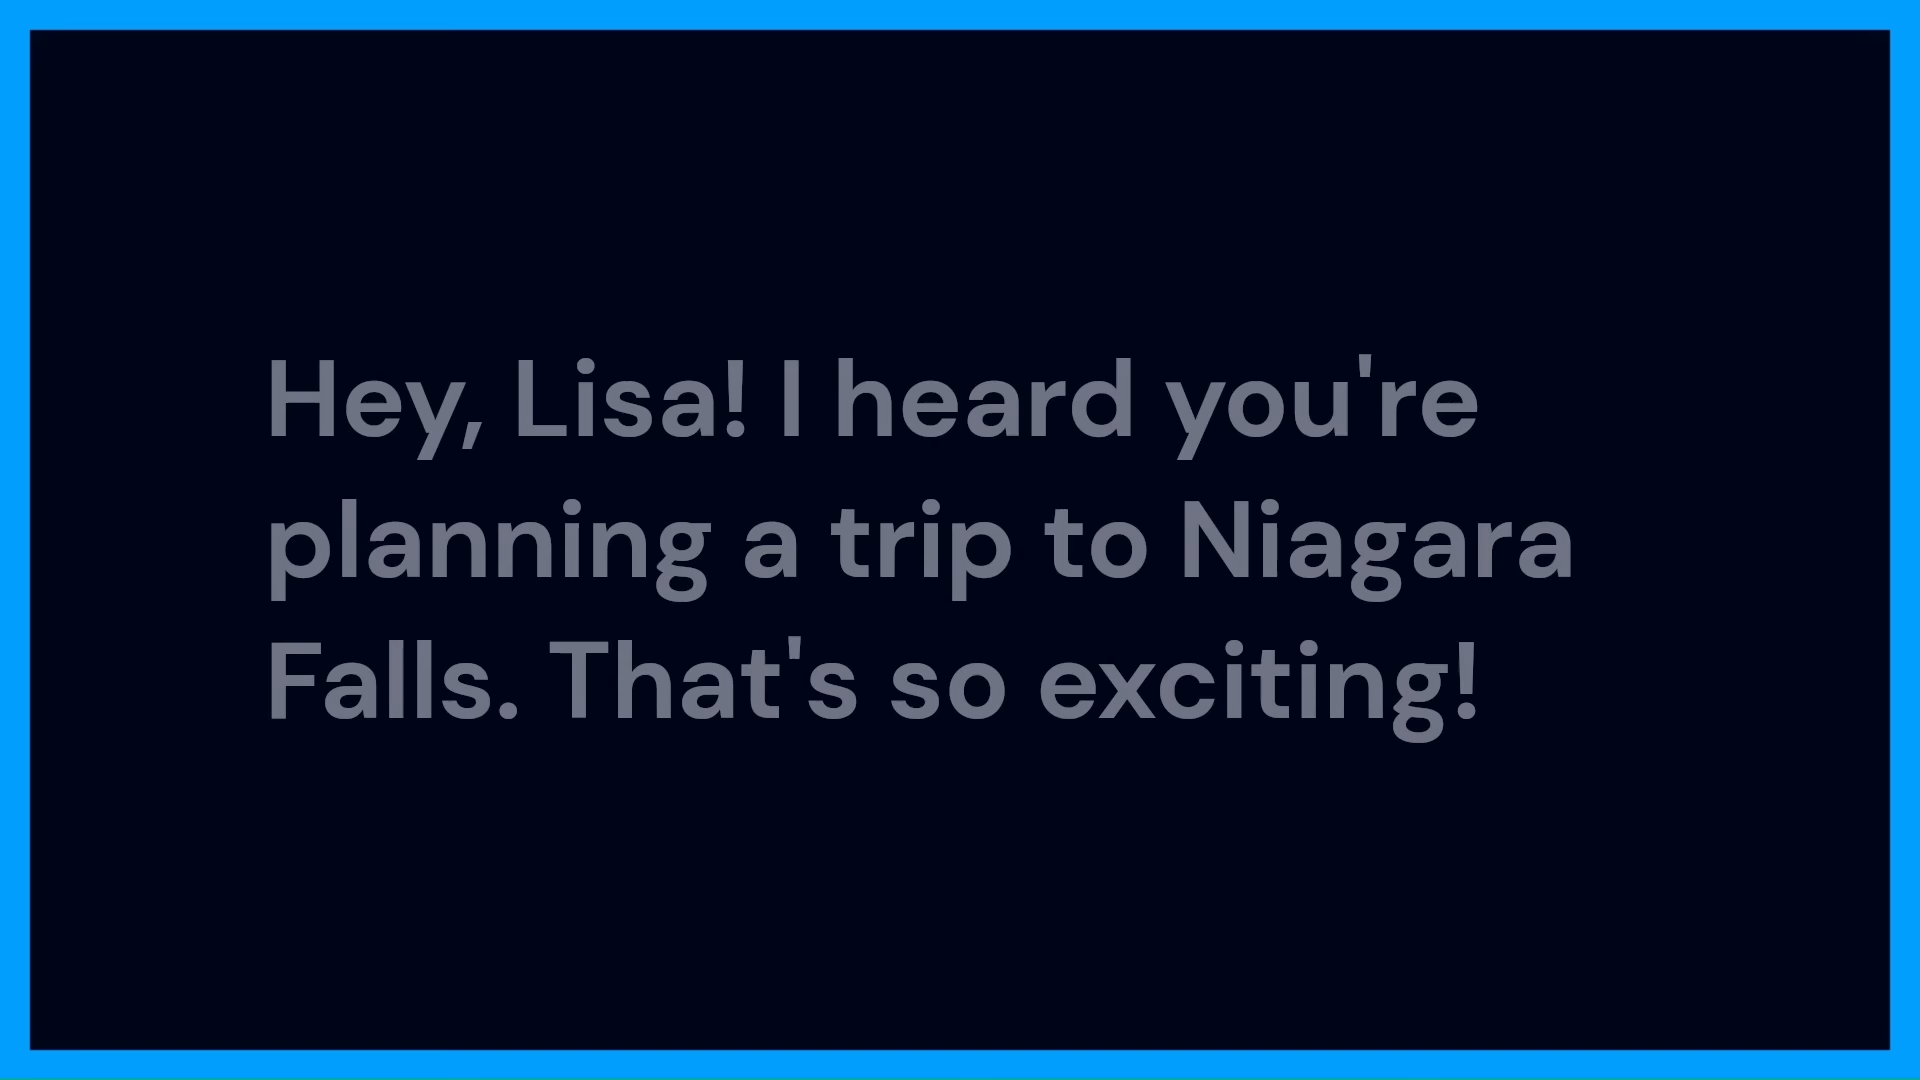 Hey, Lisa! I heard you're
planning a trip to Niagara
Falls. That's so exciting!